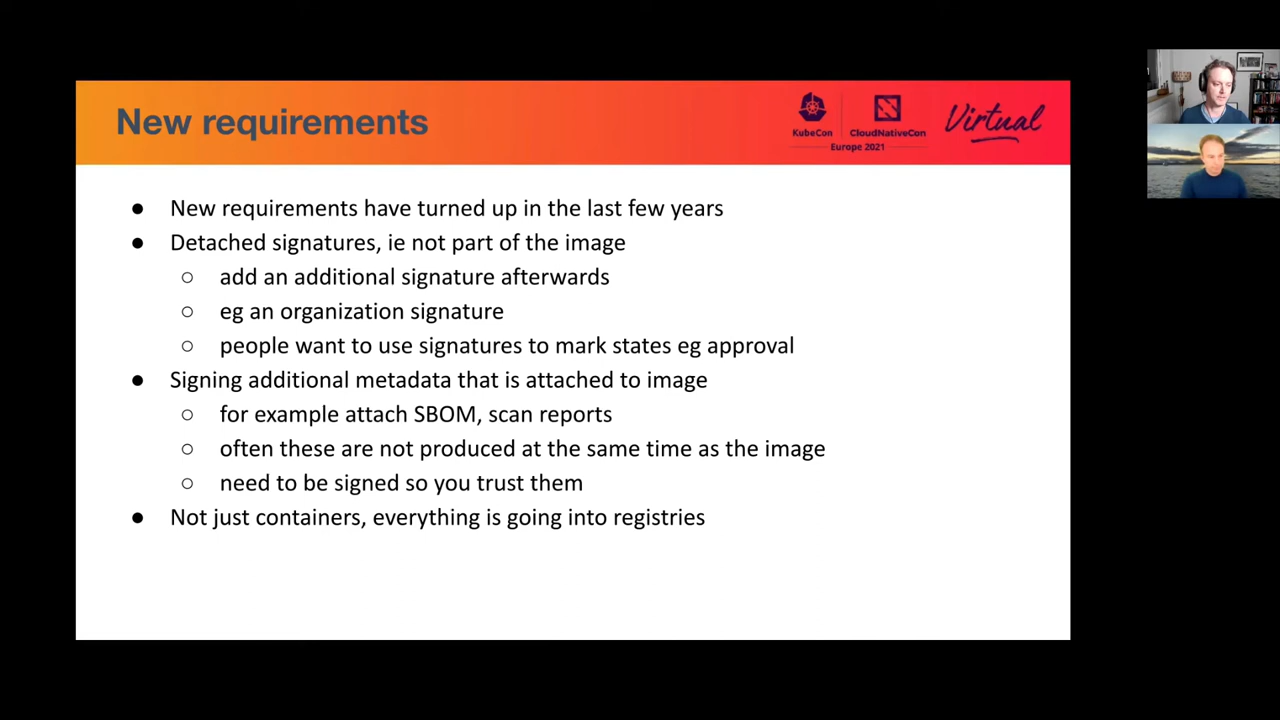 New requirements
KubeCon
CloudNativeCon
Europe 2021
Virtual
● New requirements have turned up in the last few years
● Detached signatures, ie not part of the image
○ add an additional signature afterwards
○ eg an organization signature
○ people want to use signatures to mark states eg approval
● Signing additional metadata that is attached to image
○ for example attach SBOM, scan reports
○ often these are not produced at the same time as the image
○ need to be signed so you trust them
● Not just containers, everything is going into registries